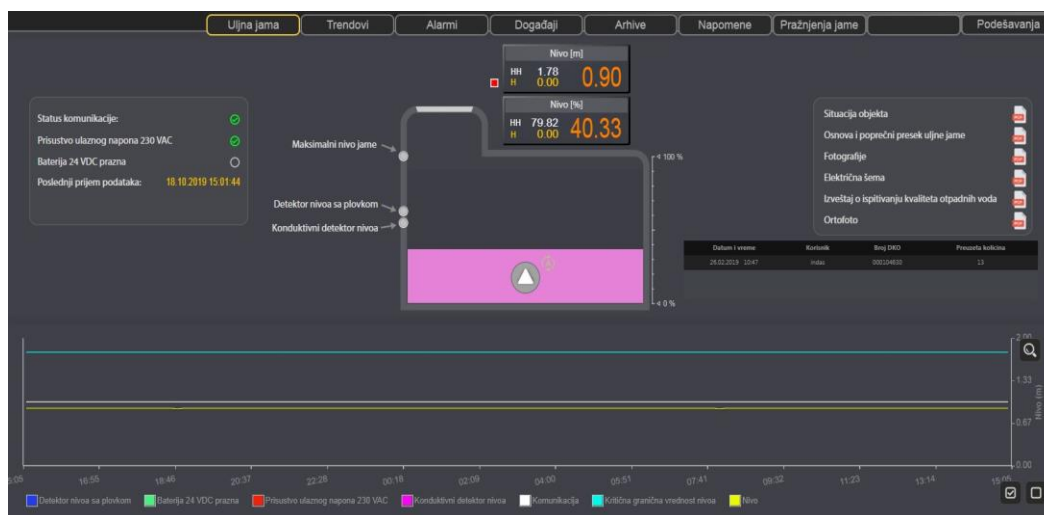 Uljna jama Trendovi Alarmi Događaji Arhive Napomene Pražnjenja jame Podešavanja
Nivo [m]
HH 1.78
H 0.00
0.90
Nivo [%]
HH 79.82
H 0.00
40.33
Status komunikacije:
Prisustvo ulaznog napona 230 VAC
Baterija 24 VDC prazna
Poslednji prijem podataka: 18.10.2019 15:01:44
Maksimalni nivo jame
Detektor nivoa sa plovkom
Konduktivni detektor nivoa
100 %
0 %
Situacija objekta
Osnova i poprečni presek uljne jame
Fotografije
Električna šema
Izveštaj o ispitivanju kvaliteta otpadnih voda
Ortofoto
Datum i vreme Korisnik Broj DKO Preuzeta kolicina
28.02.2019 10:47 indas 000104830 13
2.00
1.33
0.67
0.00
Nivo (m)
5:05 16:55 18:46 20:37 22:28 00:18 02:09 04:00 05:51 07:41 09:32 11:23 13:14 15:05
Detektor nivoa sa plovkom Baterija 24 VDC prazna Prisustvo ulaznog napona 230 VAC Konduktivni detektor nivoa Komunikacija Kritična granična vrednost nivoa Nivo